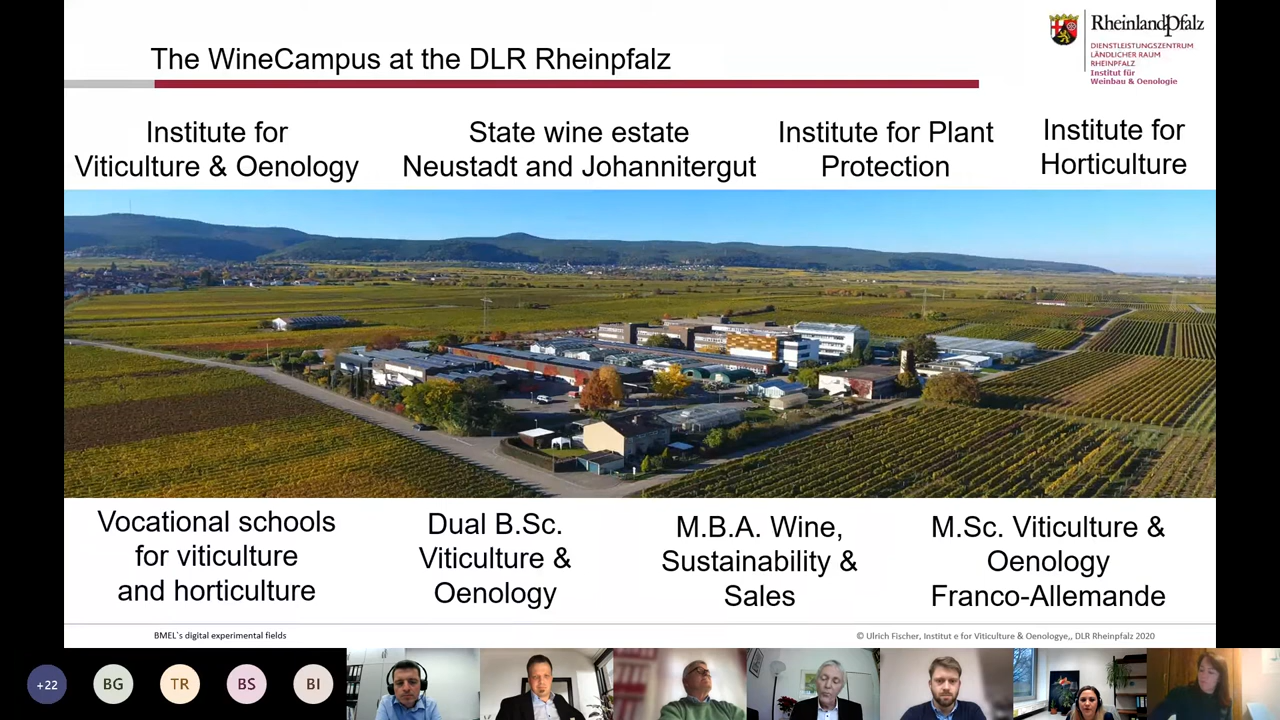 The WineCampus at the DLR Rheinpfalz
RheinlandPfalz
DIENSTLEISTUNGSZENTRUM
LÄNDLICHER RAUM
RHEINPFALZ
Institut für
Weinbau & Oenologie
Institute for
Viticulture & Oenology
State wine estate
Neustadt and Johannitergut
Institute for Plant
Protection
Institute for
Horticulture
Vocational schools
for viticulture
and horticulture
Dual B.Sc.
Viticulture &
Oenology
M.B.A. Wine,
Sustainability &
Sales
M.Sc. Viticulture &
Oenology
Franco-Allemande
BMEL`s digital experimental fields
© Ulrich Fischer, Institut e for Viticulture & Oenologye,, DLR Rheinpfalz 2020
+22
BG
TR
BS
BI